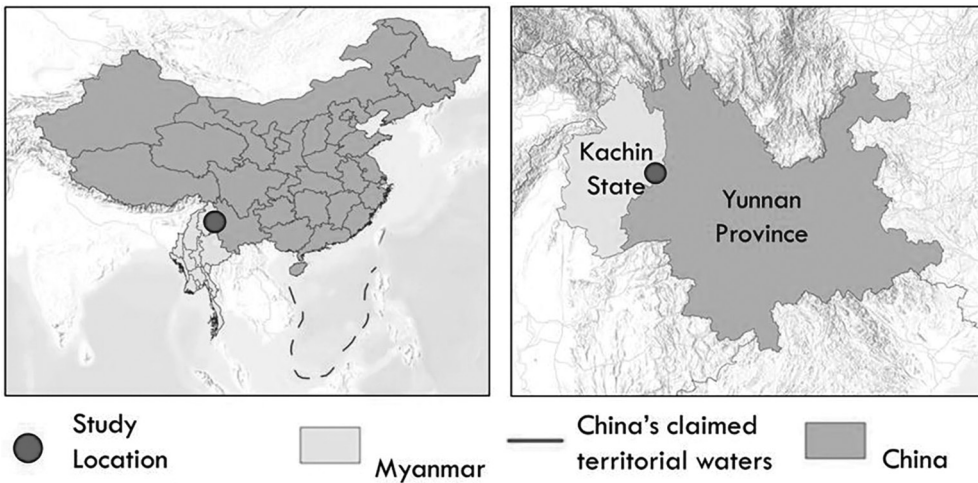 Kachin
State
Yunnan
Province
Study
Location
Myanmar
China's claimed
territorial waters
China